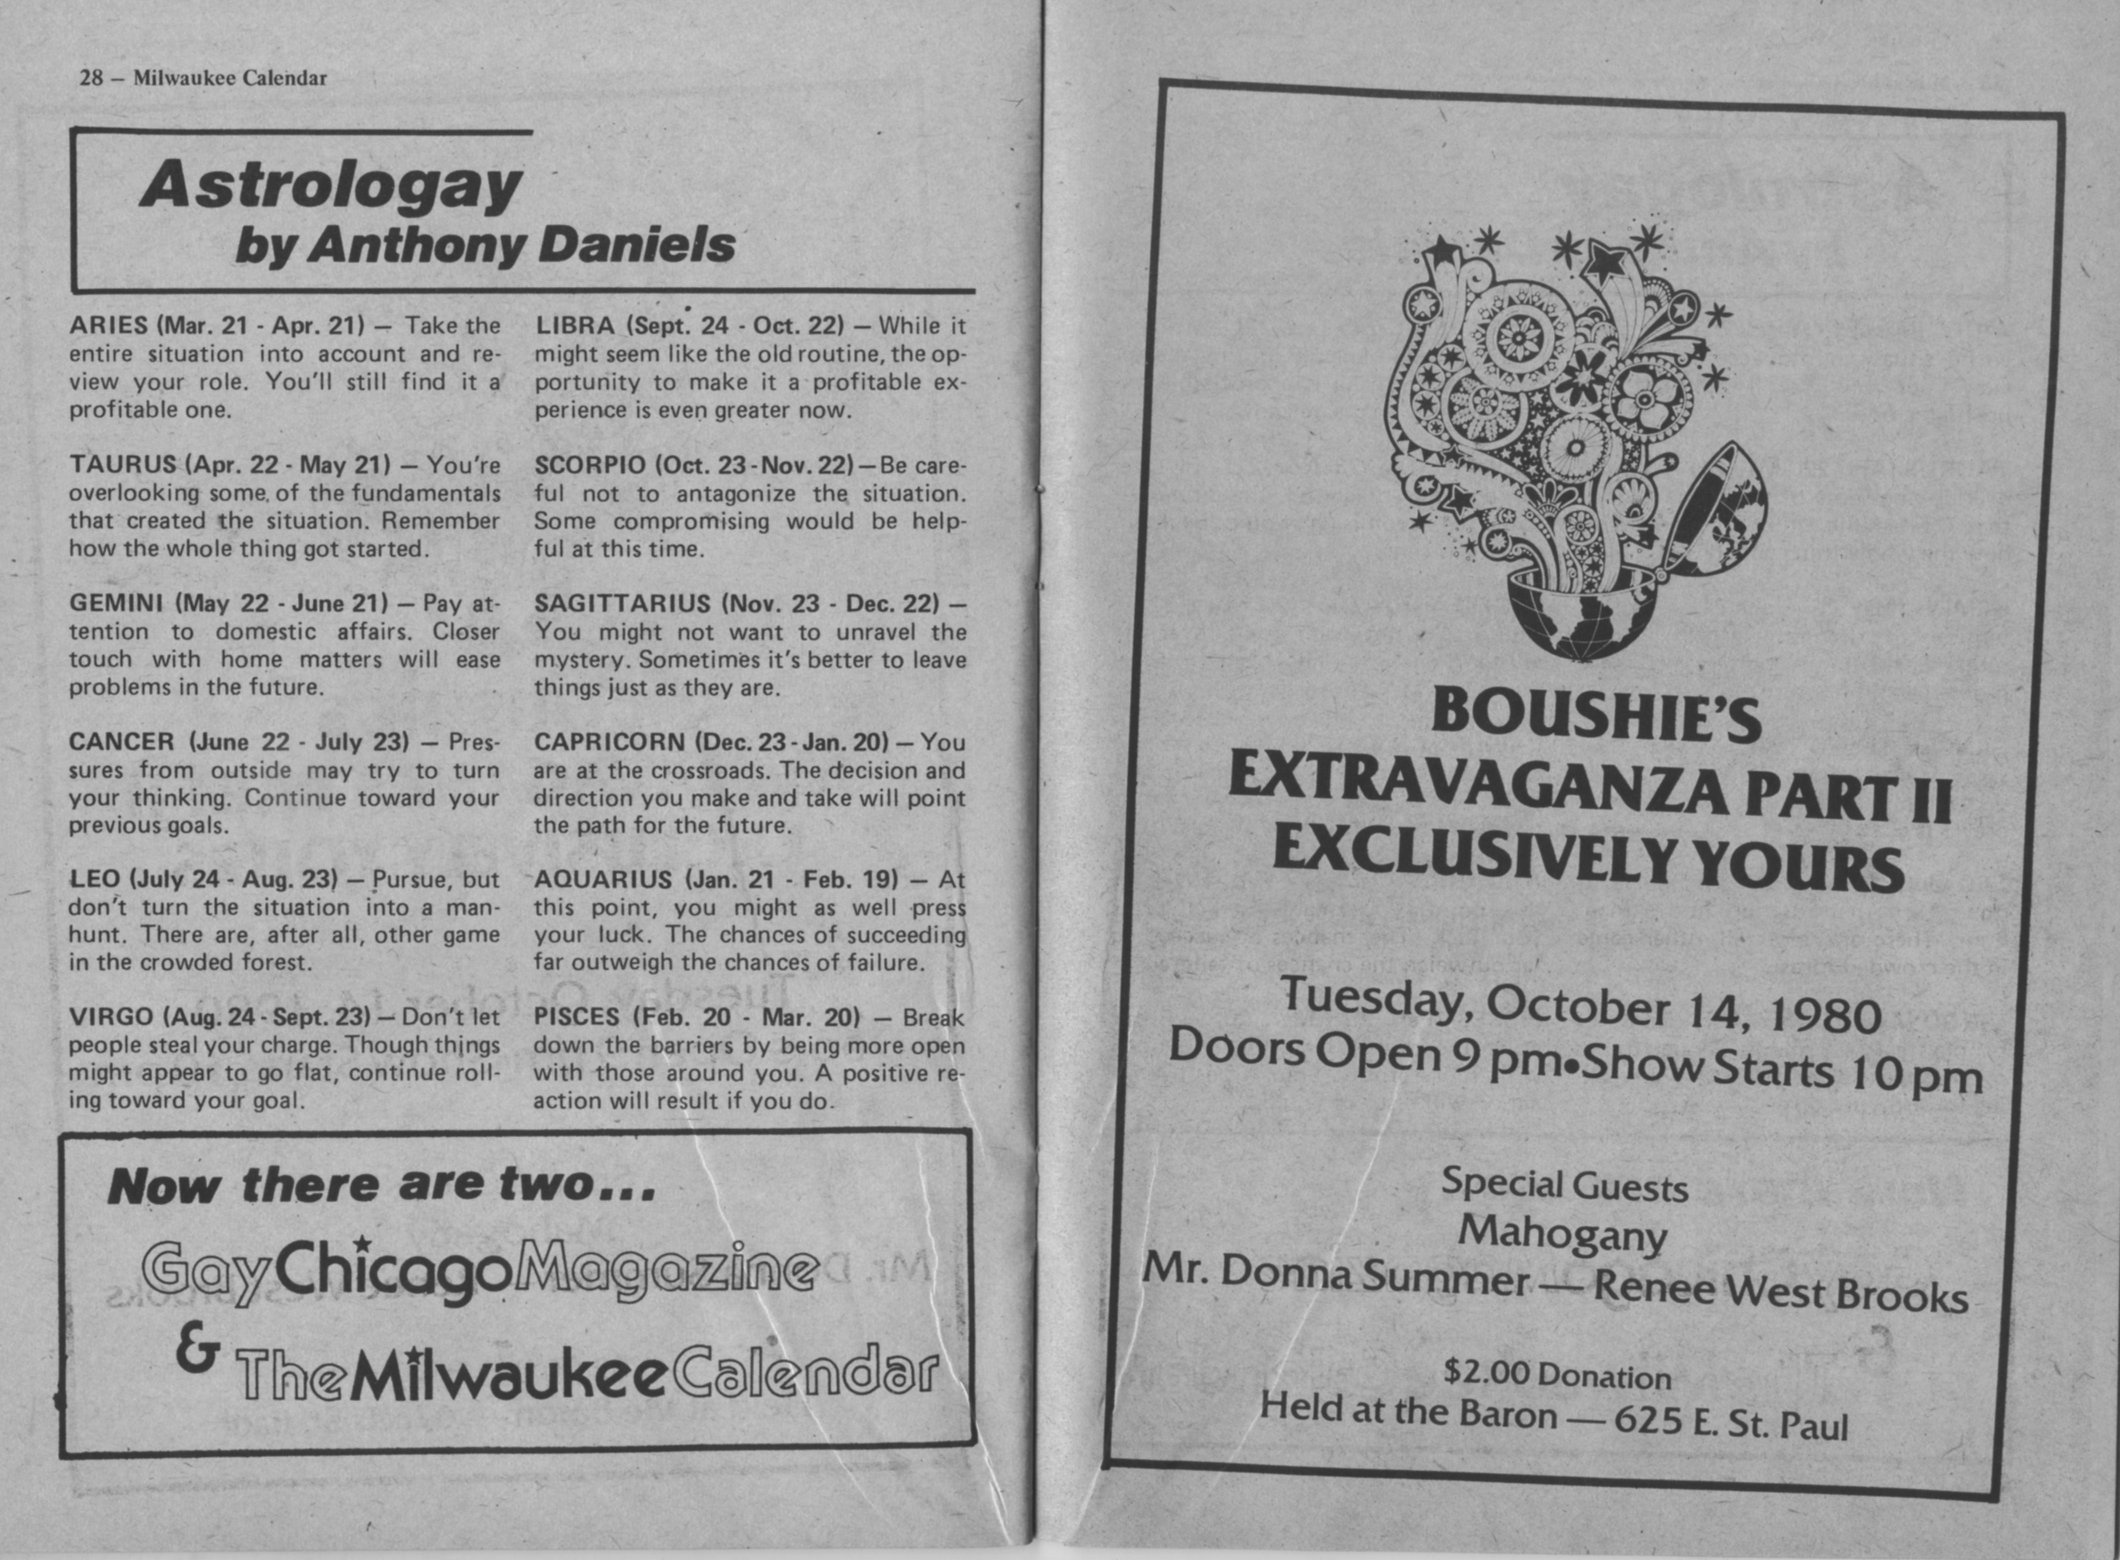 28 — Milwaukee Calendar
Astrologay
by Anthony Daniels
ARIES (Mar. 21 - Apr. 21) — Take the
entire situation into account and re-
view your role. You'll still find it a
profitable one.
TAURUS (Apr. 22 - May 21) — You're
overlooking some of the fundamentals
that created the situation. Remember
how the whole thing got started.
GEMINI (May 22 - June 21) — Pay at-
tention to domestic affairs. Closer
touch with home matters will ease
problems in the future.
CANCER (June 22 - July 23) — Pres-
sures from outside may try to turn
your thinking. Continue toward your
previous goals.
LEO (July 24 - Aug. 23) — Pursue, but
don't turn the situation into a man-
hunt. There are, after all, other game
in the crowded forest.
VIRGO (Aug. 24 - Sept. 23) — Don't let
people steal your charge. Though things
might appear to go flat, continue roll-
ing toward your goal.
LIBRA (Sept. 24 - Oct. 22) — While it
might seem like the old routine, the op-
portunity to make it a profitable ex-
perience is even greater now.
SCORPIO (Oct. 23 - Nov. 22) — Be care-
ful not to antagonize the situation.
Some compromising would be help-
ful at this time.
SAGITTARIUS (Nov. 23 - Dec. 22) —
You might not want to unravel the
mystery. Sometimes it's better to leave
things just as they are.
CAPRICORN (Dec. 23 - Jan. 20) — You
are at the crossroads. The decision and
direction you make and take will point
the path for the future.
AQUARIUS (Jan. 21 - Feb. 19) — At
this point, you might as well press
your luck. The chances of succeeding
far outweigh the chances of failure.
PISCES (Feb. 20 - Mar. 20) — Break
down the barriers by being more open
with those around you. A positive re-
action will result if you do.
Now there are two...
GayChicagoMagazine
& TheMilwaukeeCalendar
BOUSHIE'S
EXTRAVAGANZA PART II
EXCLUSIVELY YOURS
Tuesday, October 14, 1980
Doors Open 9 pm•Show Starts 10 pm
Special Guests
Mahogany
Mr. Donna Summer — Renee West Brooks
$2.00 Donation
Held at the Baron — 625 E. St. Paul